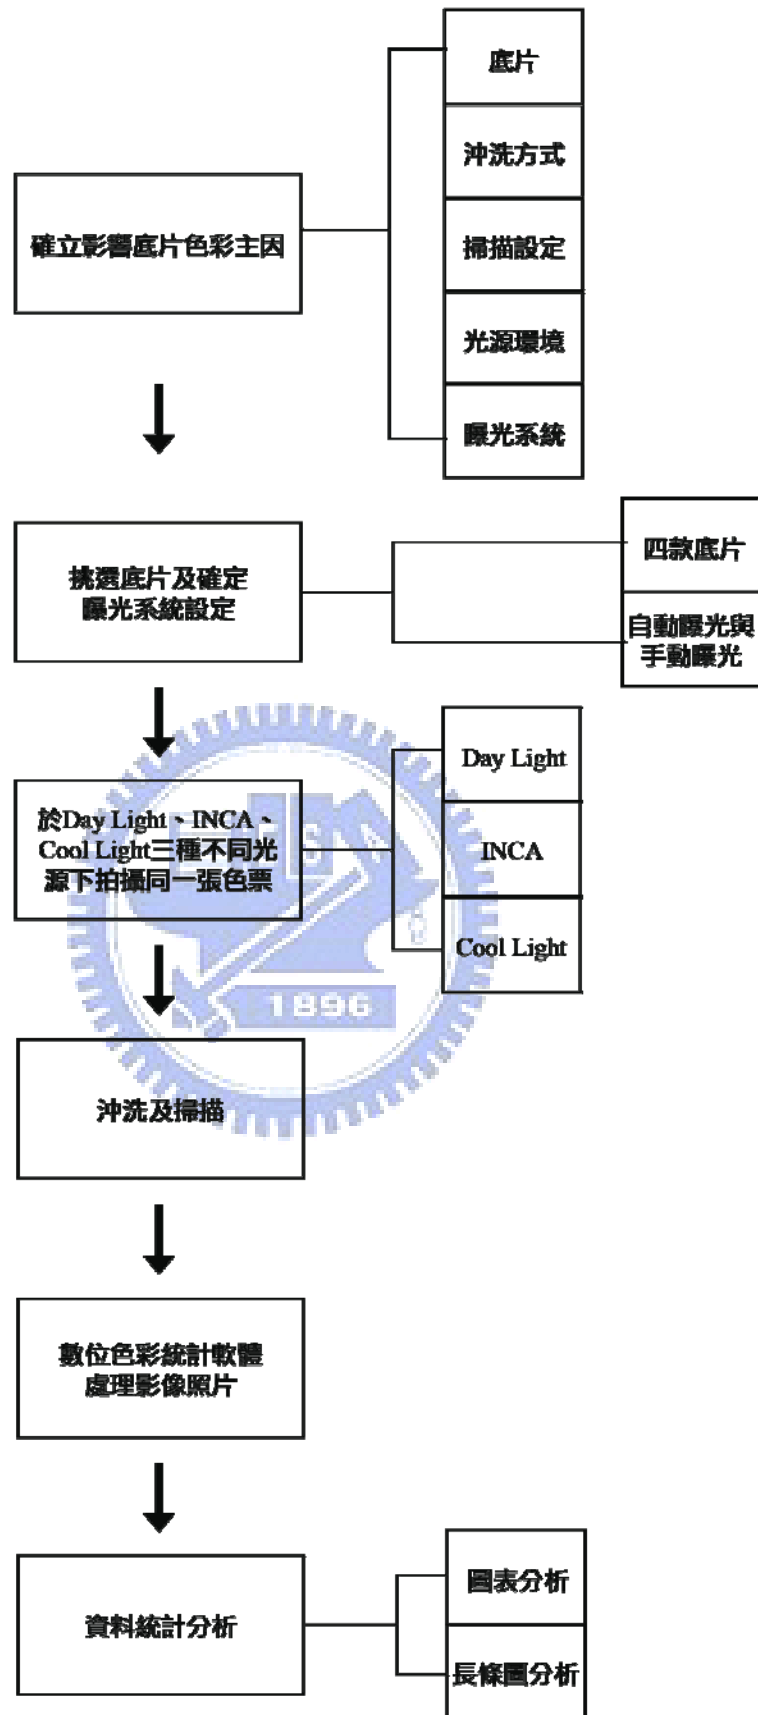 底片
沖洗方式
確立影響底片色彩主因
掃描設定
光源環境
曝光系統
挑選底片及確定
曝光系統設定
四款底片
自動曝光與
手動曝光
於Day Light、INCA、
Cool Light三種不同光
源下拍攝同一張色票
Day Light
INCA
Cool Light
1896
沖洗及掃描
數位色彩統計軟體
處理影像照片
資料統計分析
圖表分析
長條圖分析